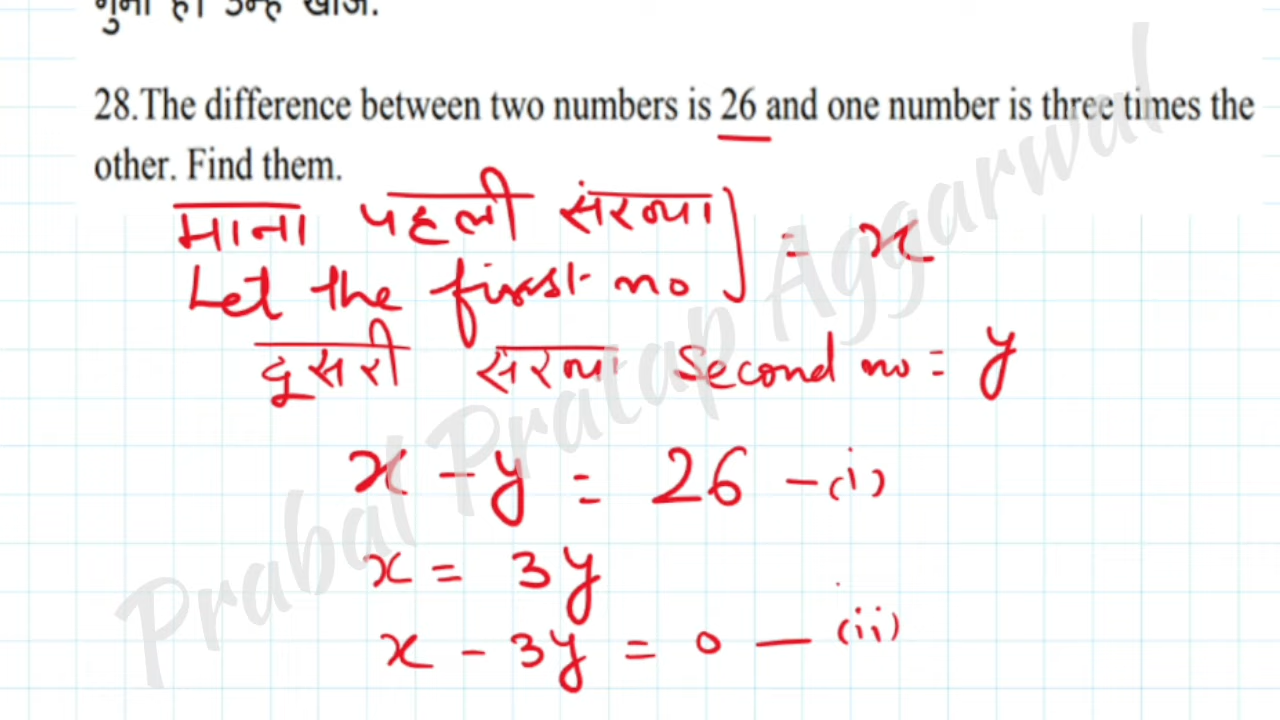 गुना है। उन्हें खोजें.
28.The difference between two numbers is 26 and one number is three times the
other. Find them.
माना पहली संख्या
Let the first no = x
दूसरी संख्या Second no = y
x - y = 26 - (i)
x = 3y
x - 3y = 0 - (ii)
Prabal Pratap Aggarwal